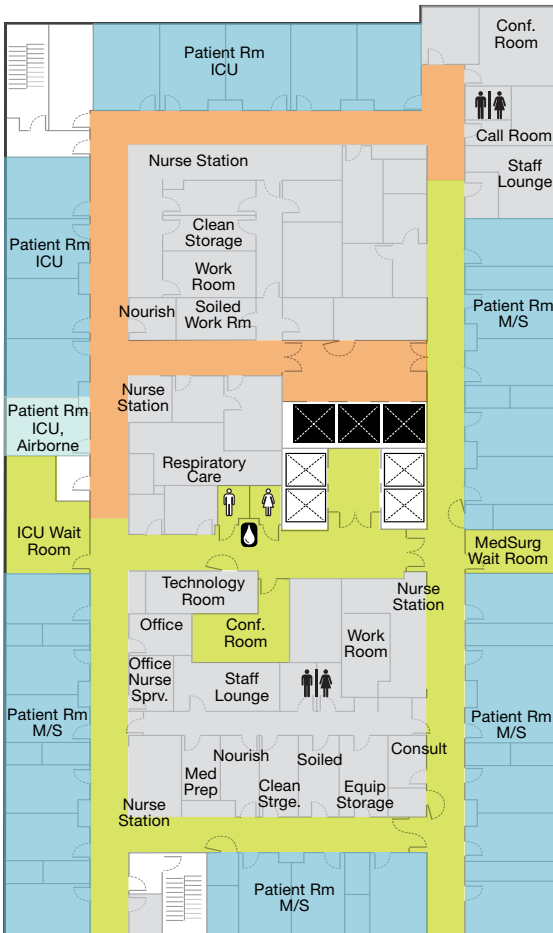 Patient Rm
ICU
Conf.
Room
Call Room
Staff
Lounge
Nurse Station
Clean
Storage
Work
Room
Nourish
Soiled
Work Rm
Patient Rm
ICU
Patient Rm
M/S
Nurse
Station
Patient Rm
ICU,
Airborne
Respiratory
Care
ICU Wait
Room
MedSurg
Wait Room
Technology
Room
Nurse
Station
Office
Conf.
Room
Work
Room
Office
Nurse
Sprv.
Staff
Lounge
Patient Rm
M/S
Patient Rm
M/S
Nourish
Soiled
Consult
Med
Prep
Clean
Strge.
Equip
Storage
Nurse
Station
Patient Rm
M/S